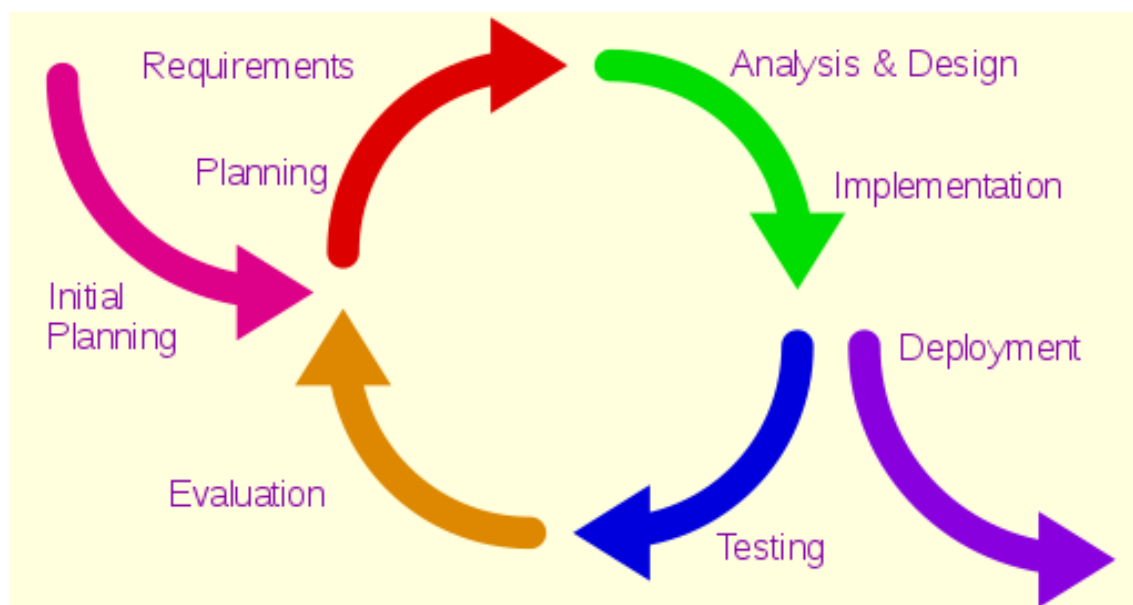 Requirements
Analysis & Design
Planning
Implementation
Initial
Planning
Deployment
Evaluation
Testing